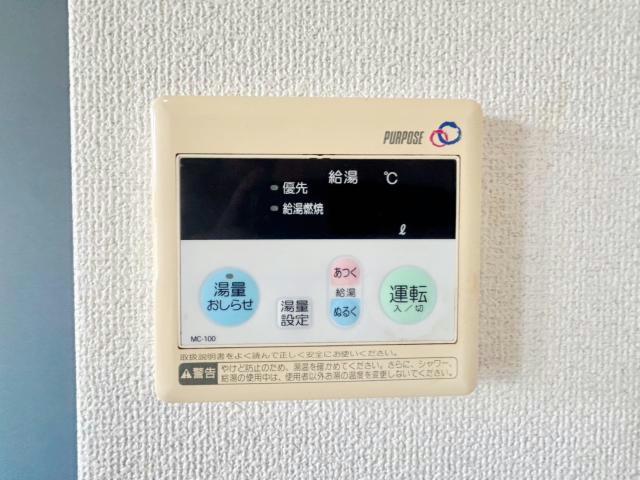 PURPOSE
給湯 ℃
優先
給湯燃焼
ℓ
湯量
おしらせ
湯量
設定
あつく
給湯
ぬるく
運転
入／切
MC-100
取扱説明書をよく読んで正しく安全にお使いください。
警告
やけど防止のため、湯温を確かめてください。さらに、シャワー、
給湯の使用中は、使用者以外お湯の温度を変更しないでください。